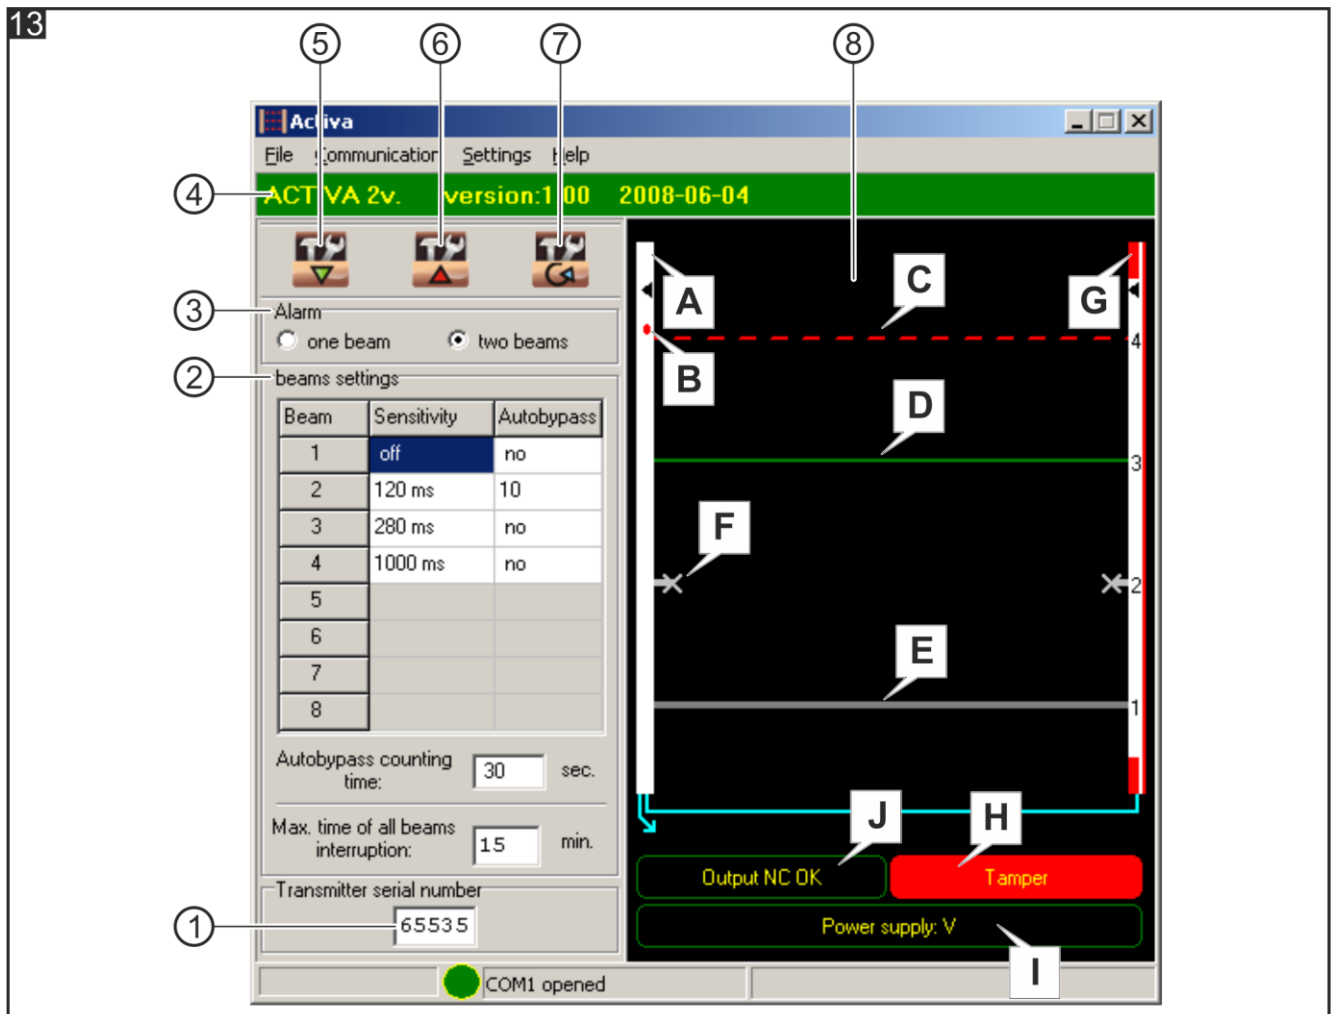 13
5 6 7 8
Activa
File Communication Settings Help
4
ACTIVA 2v. version:1.00 2008-06-04
3
Alarm
one beam two beams
2
beams settings
Beam Sensitivity Autobypass
1 off no
2 120 ms 10
3 280 ms no
4 1000 ms no
5
6
7
8
Autobypass counting
time:
30 sec.
Max. time of all beams
interruption:
15 min.
Transmitter serial number
1
65535
COM1 opened
A
B
C
G
4
D
3
F
2
E
1
J
H
Output NC OK
Tamper
Power supply: V
I